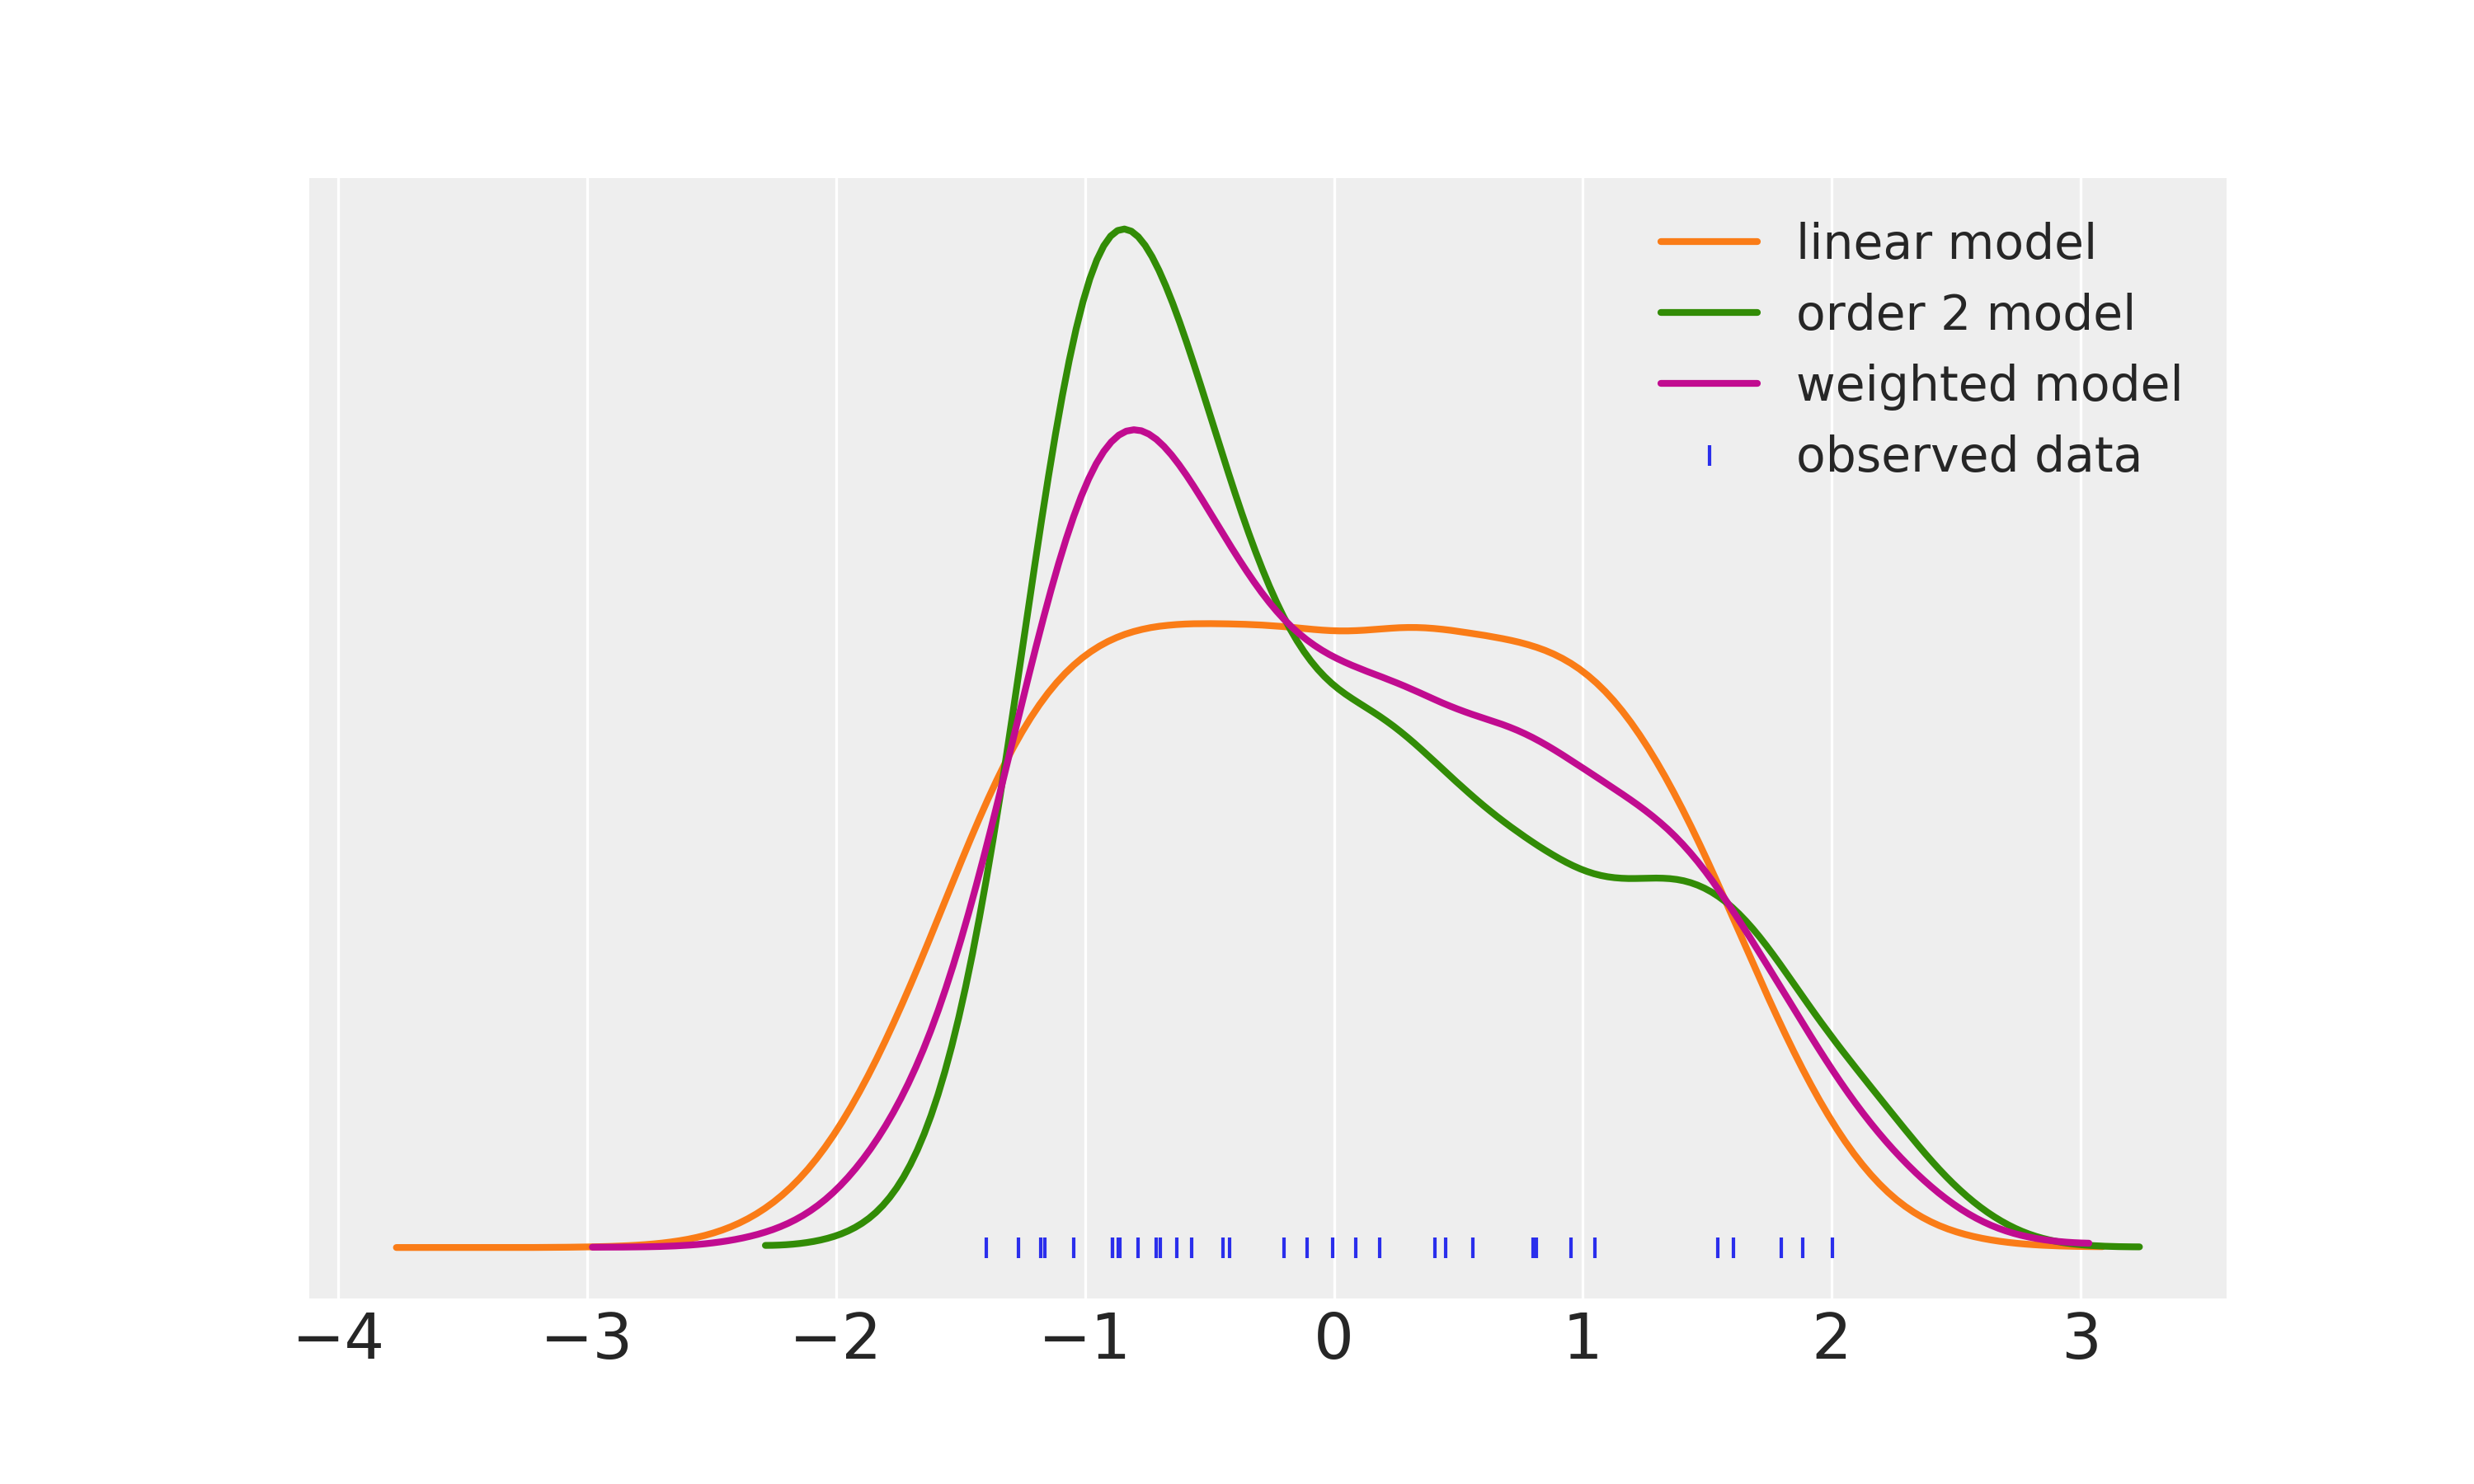 linear model
order 2 model
weighted model
observed data
−4 −3 −2 −1 0 1 2 3